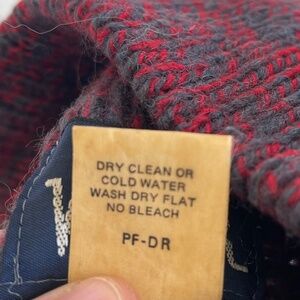 DRY CLEAN OR
COLD WATER
WASH DRY FLAT
NO BLEACH
PF-DR